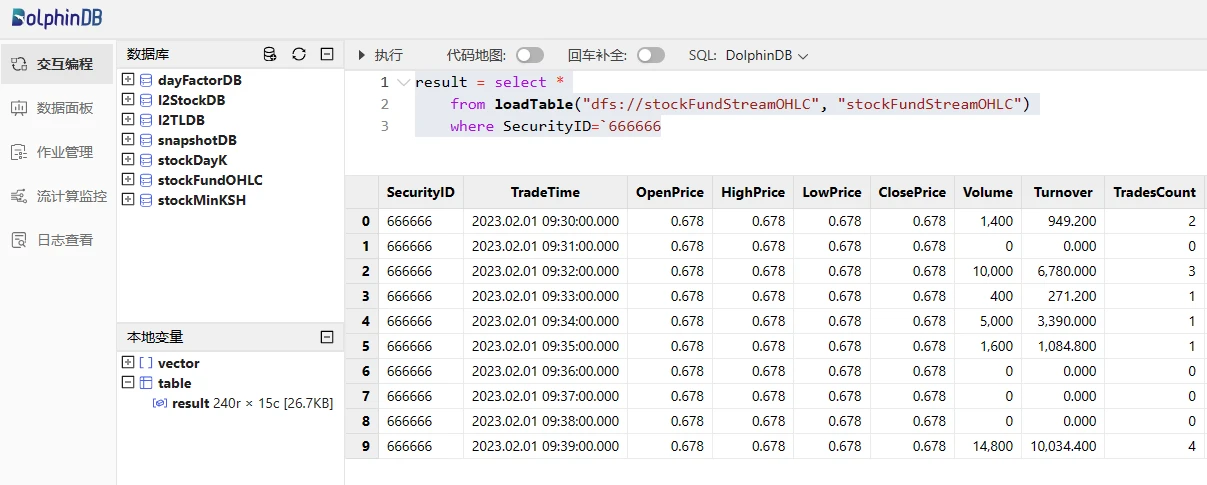 DolphinDB
交互编程
数据面板
作业管理
流计算监控
日志查看
数据库
dayFactorDB
l2StockDB
l2TLDB
snapshotDB
stockDayK
stockFundOHLC
stockMinKSH
本地变量
vector
table
result 240r × 15c [26.7KB]
执行 代码地图: 回车补全: SQL: DolphinDB
1 result = select *
2 from loadTable("dfs://stockFundStreamOHLC", "stockFundStreamOHLC")
3 where SecurityID=`666666
SecurityID TradeTime OpenPrice HighPrice LowPrice ClosePrice Volume Turnover TradesCount
0 666666 2023.02.01 09:30:00.000 0.678 0.678 0.678 0.678 1,400 949.200 2
1 666666 2023.02.01 09:31:00.000 0.678 0.678 0.678 0.678 0 0.000 0
2 666666 2023.02.01 09:32:00.000 0.678 0.678 0.678 0.678 10,000 6,780.000 3
3 666666 2023.02.01 09:33:00.000 0.678 0.678 0.678 0.678 400 271.200 1
4 666666 2023.02.01 09:34:00.000 0.678 0.678 0.678 0.678 5,000 3,390.000 1
5 666666 2023.02.01 09:35:00.000 0.678 0.678 0.678 0.678 1,600 1,084.800 1
6 666666 2023.02.01 09:36:00.000 0.678 0.678 0.678 0.678 0 0.000 0
7 666666 2023.02.01 09:37:00.000 0.678 0.678 0.678 0.678 0 0.000 0
8 666666 2023.02.01 09:38:00.000 0.678 0.678 0.678 0.678 0 0.000 0
9 666666 2023.02.01 09:39:00.000 0.678 0.678 0.678 0.678 14,800 10,034.400 4